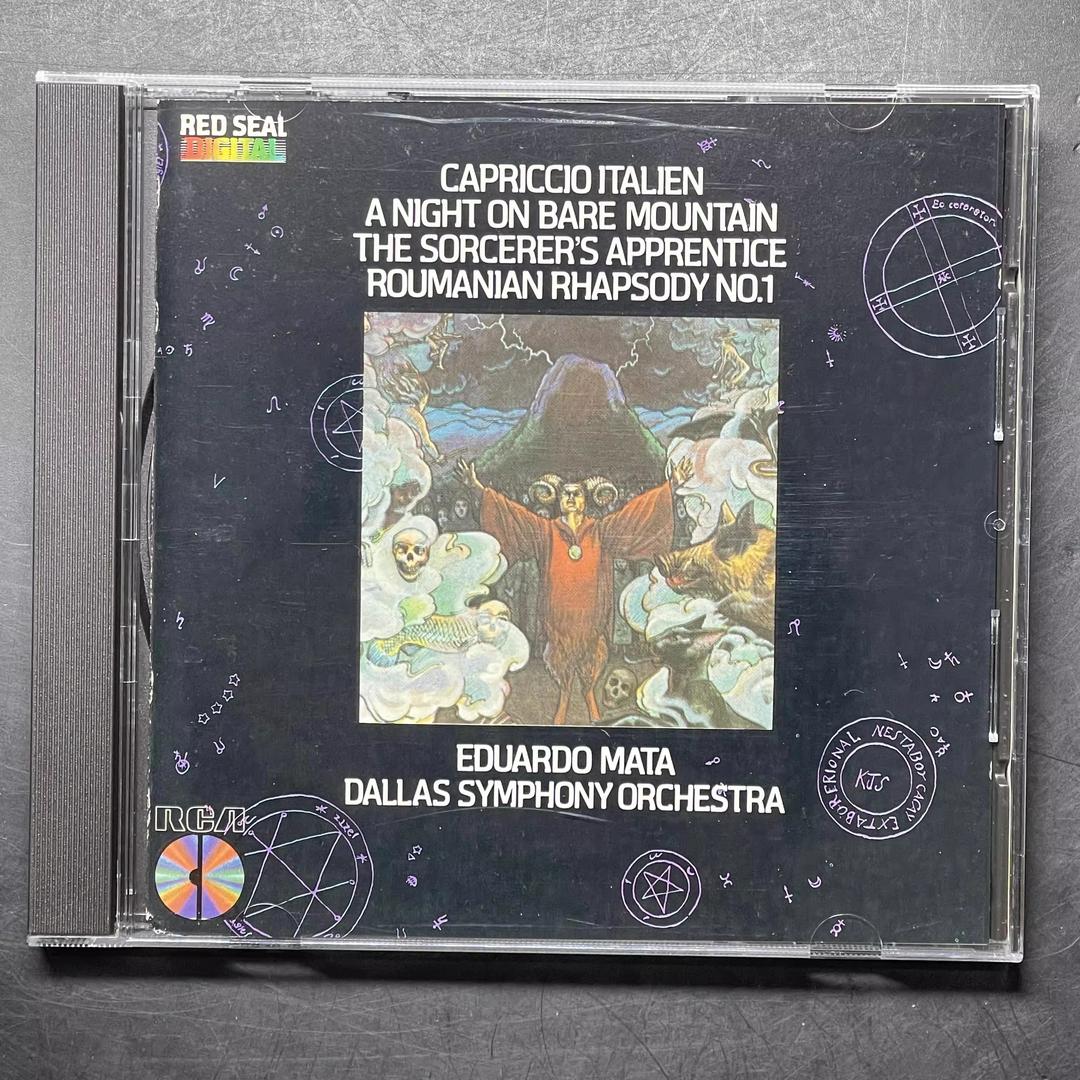 RED SEAL
DIGITAL
CAPRICCIO ITALIEN
A NIGHT ON BARE MOUNTAIN
THE SORCERER'S APPRENTICE
ROUMANIAN RHAPSODY NO.1
EDUARDO MATA
DALLAS SYMPHONY ORCHESTRA
RCA
KJS